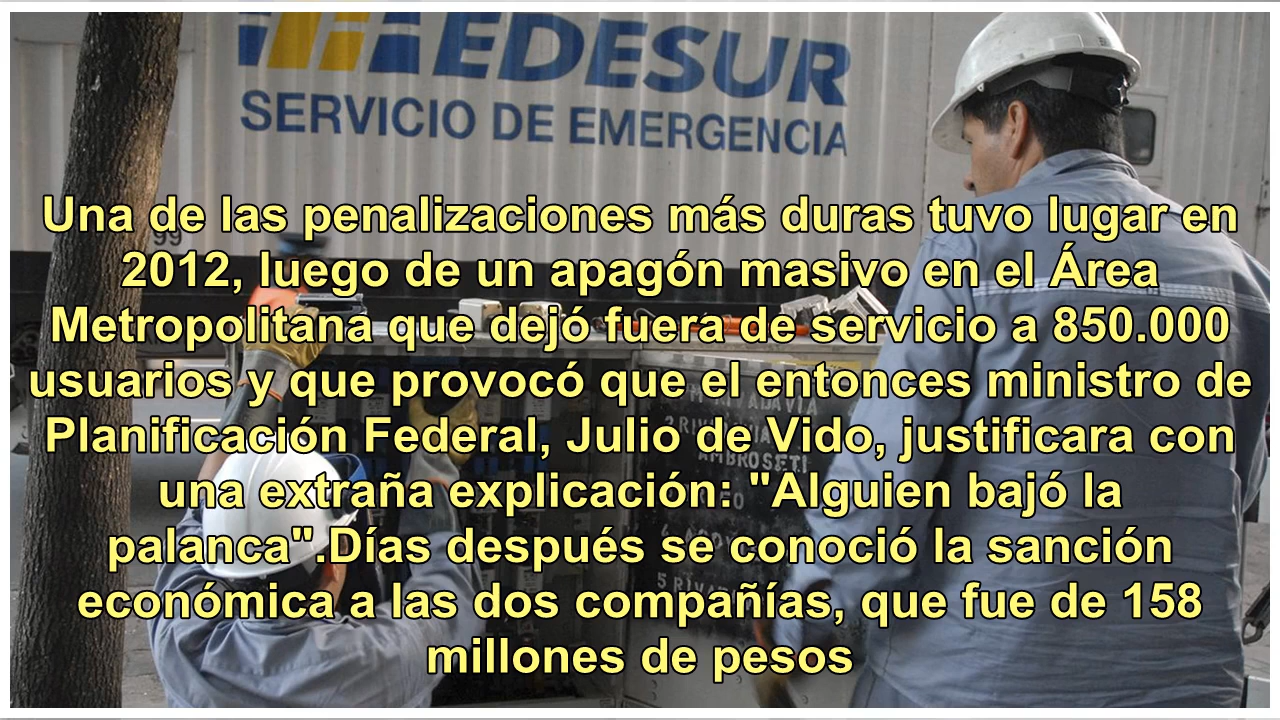 EDESUR
SERVICIO DE EMERGENCIA
99
Una de las penalizaciones más duras tuvo lugar en
2012, luego de un apagón masivo en el Área
Metropolitana que dejó fuera de servicio a 850.000
usuarios y que provocó que el entonces ministro de
Planificación Federal, Julio de Vido, justificara con
una extraña explicación: "Alguien bajó la
palanca".Días después se conoció la sanción
económica a las dos compañías, que fue de 158
millones de pesos
AMBROSETI